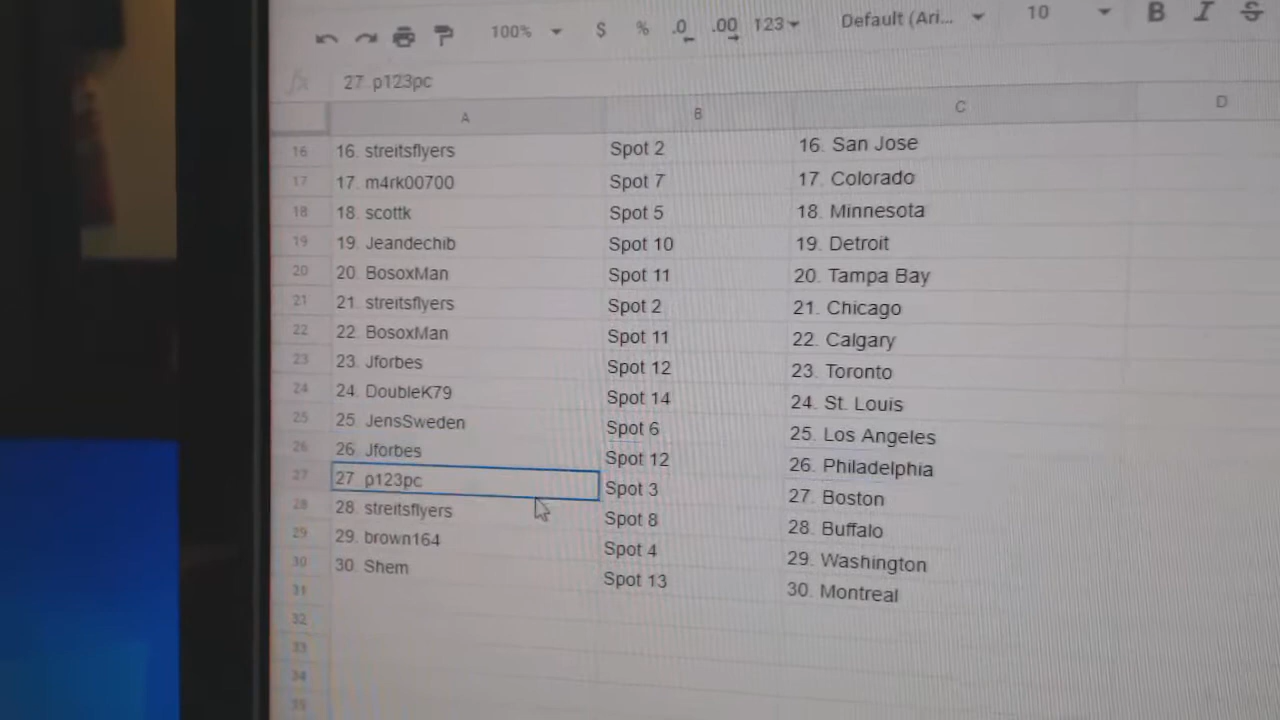 100% $ % .0 .00 123 Default (Ari... 10 B I S
fx 27. p123pc
A B C D
16 16. streitsflyers Spot 2 16. San Jose
17 17. m4rk00700 Spot 7 17. Colorado
18 18. scottk Spot 5 18. Minnesota
19 19. Jeandechib Spot 10 19. Detroit
20 20. BosoxMan Spot 11 20. Tampa Bay
21 21. streitsflyers Spot 2 21. Chicago
22 22. BosoxMan Spot 11 22. Calgary
23 23. Jforbes Spot 12 23. Toronto
24 24. DoubleK79 Spot 14 24. St. Louis
25 25. JensSweden Spot 6 25. Los Angeles
26 26. Jforbes Spot 12 26. Philadelphia
27 27. p123pc Spot 3 27. Boston
28 28. streitsflyers Spot 8 28. Buffalo
29 29. brown164 Spot 4 29. Washington
30 30. Shem Spot 13 30. Montreal
31
32
33
34
35